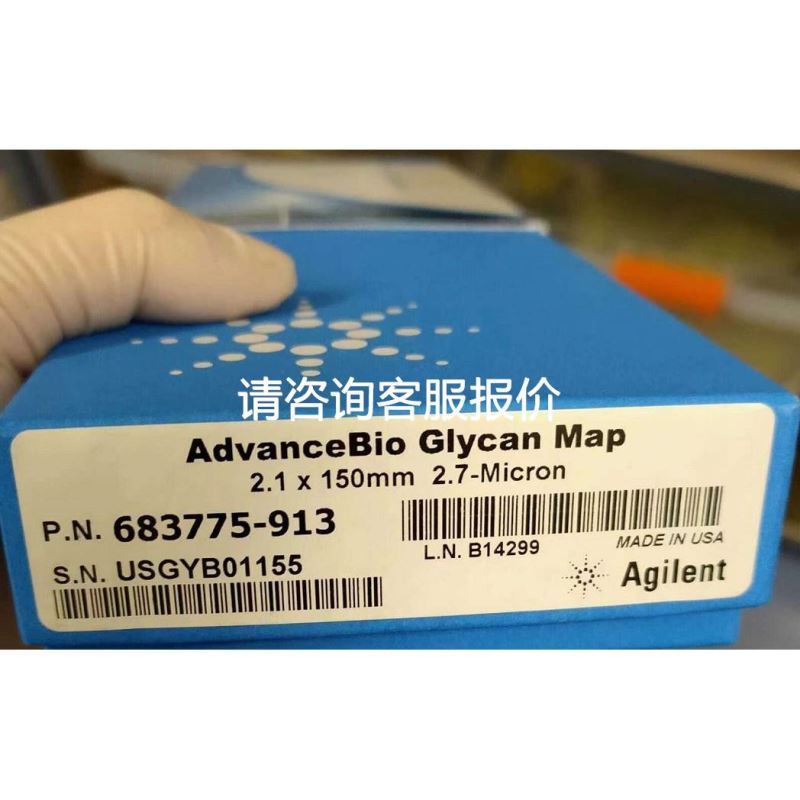 请咨询客服报价
AdvanceBio Glycan Map
2.1 x 150mm 2.7-Micron
P.N. 683775-913
L.N. B14299
MADE IN USA
S.N. USGYB01155
Agilent